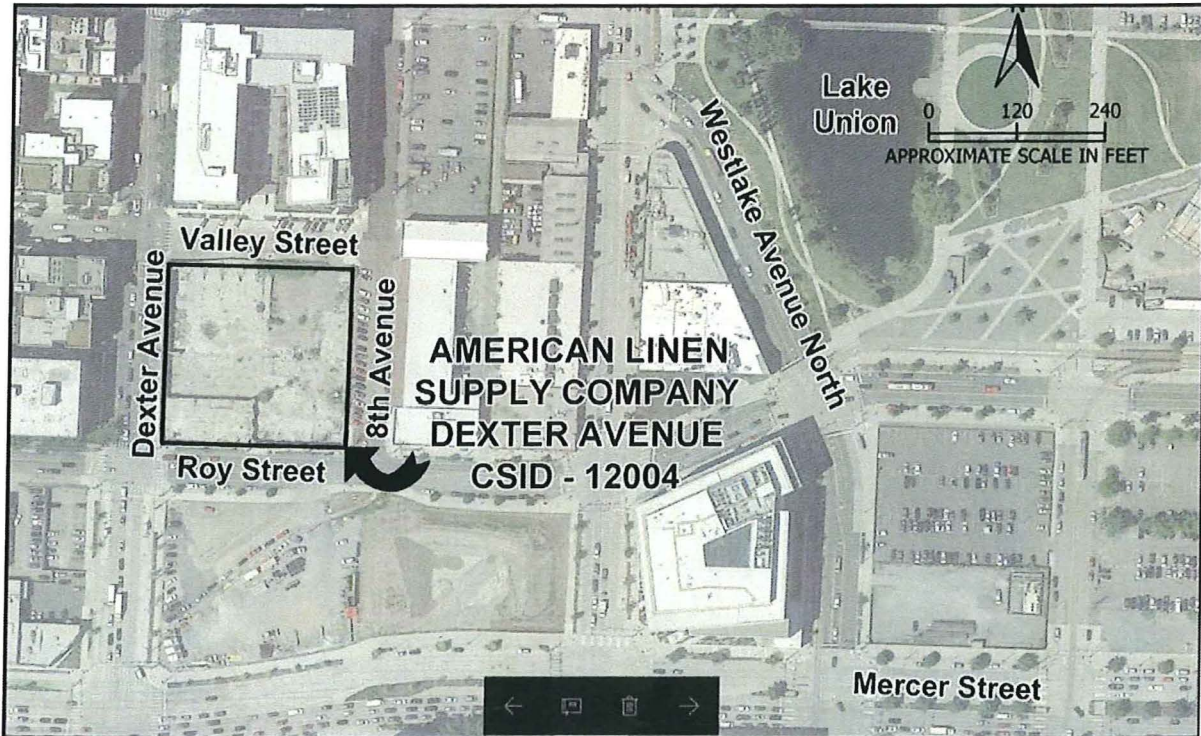 N
Lake
Union
0 120 240
APPROXIMATE SCALE IN FEET
Westlake Avenue North
Valley Street
Dexter Avenue
8th Avenue
AMERICAN LINEN
SUPPLY COMPANY
DEXTER AVENUE
CSID - 12004
Roy Street
Mercer Street